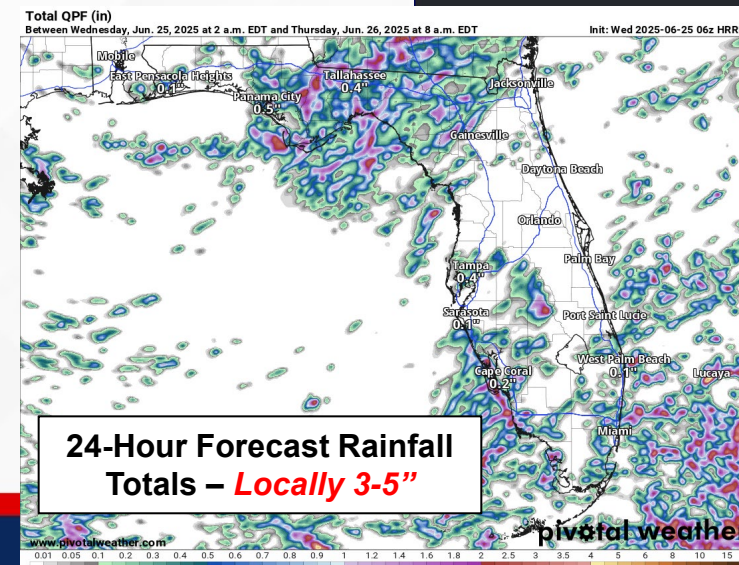 Total QPF (in)
Between Wednesday, Jun. 25, 2025 at 2 a.m. EDT and Thursday, Jun. 26, 2025 at 8 a.m. EDT
Init: Wed 2025-06-25 06z HRR
Mobile
East Pensacola Heights
0.1"
Panama City
0.5"
Tallahassee
0.4"
Jacksonville
Gainesville
Daytona Beach
Orlando
Tampa
0.4"
Palm Bay
Sarasota
0.1"
Port Saint Lucie
Cape Coral
0.2"
West Palm Beach
0.1"
Lucaya
Miami
24-Hour Forecast Rainfall
Totals – Locally 3-5”
www.pivotalweather.com
pivotal weathe
0.01 0.05 0.1 0.2 0.3 0.4 0.5 0.6 0.7 0.8 0.9 1 1.2 1.4 1.6 1.8 2 2.5 3 3.5 4 5 6 8 10 15